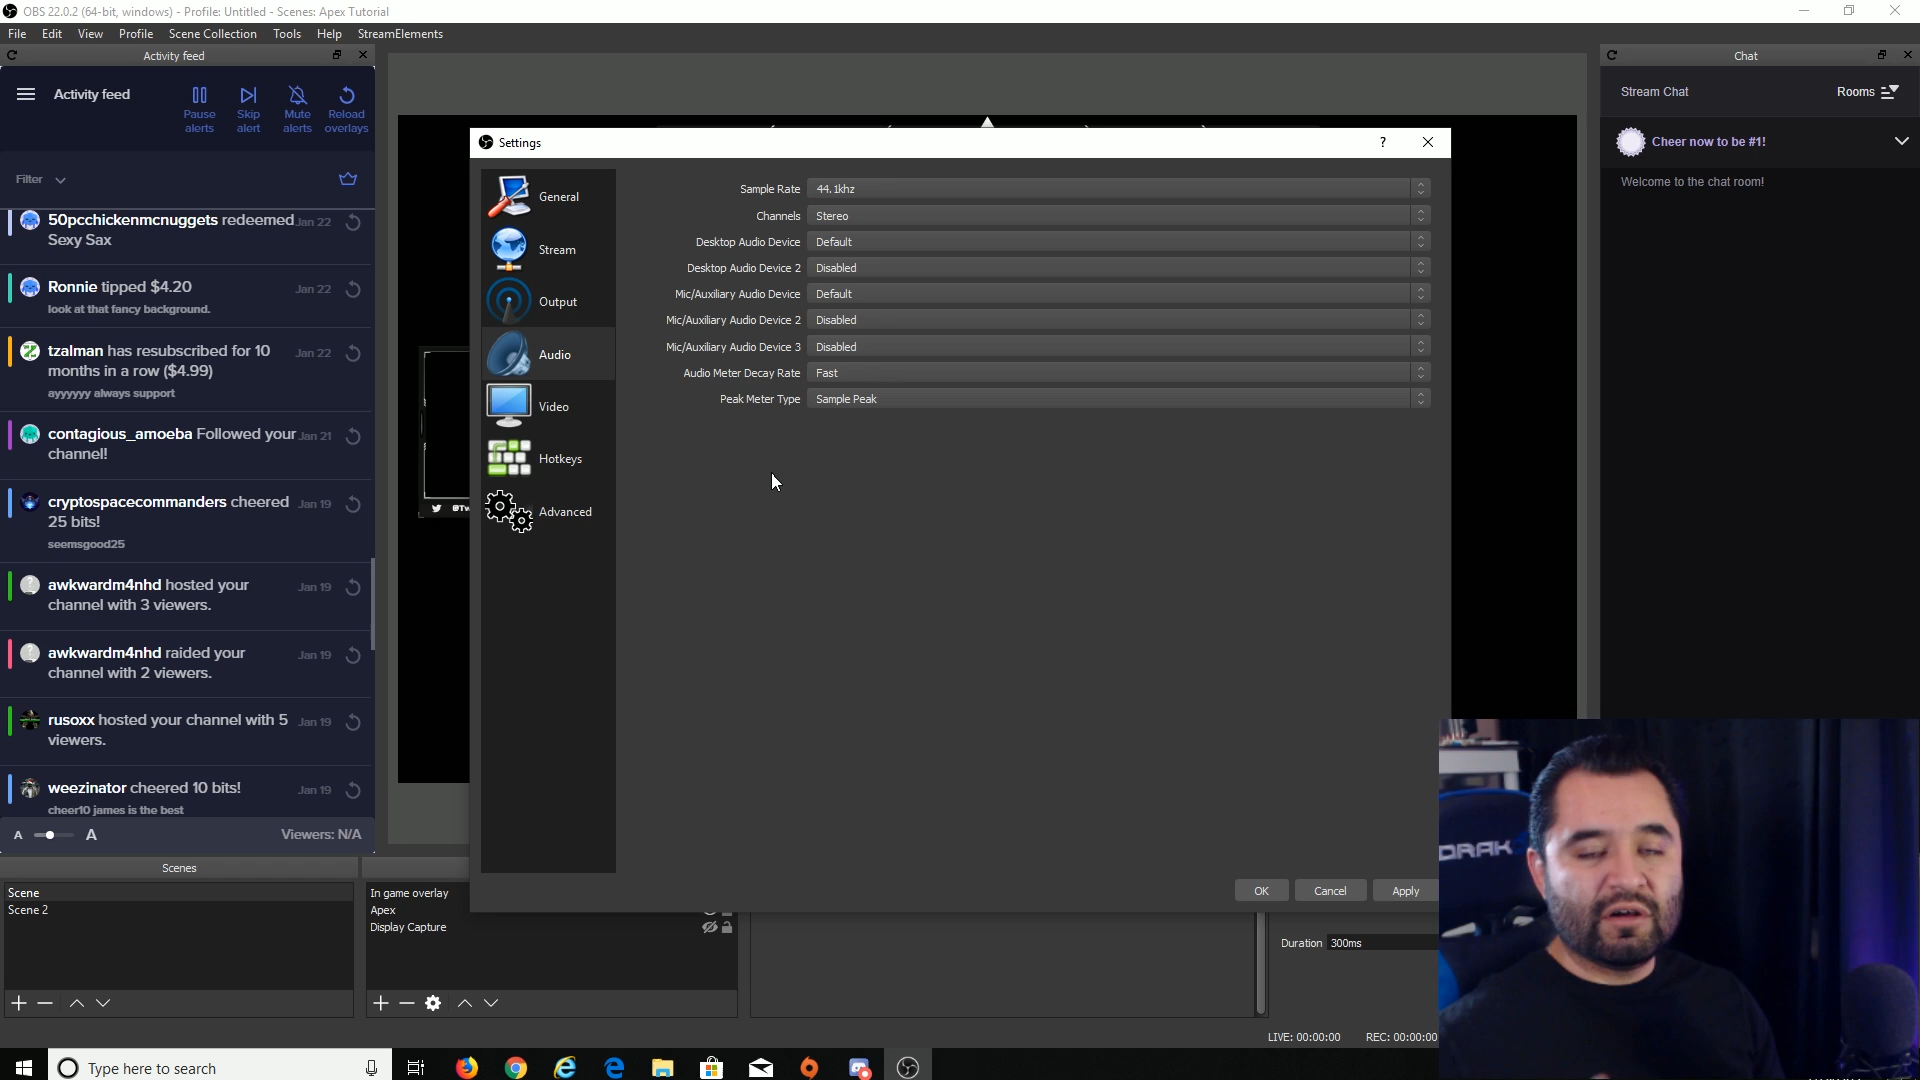 OBS 22.0.2 (64-bit, windows) - Profile: Untitled - Scenes: Apex Tutorial
File Edit View Profile Scene Collection Tools Help StreamElements
Activity feed
Activity feed
Pause alerts
Skip alert
Mute alerts
Reload overlays
Filter
50pcchickenmcnuggets redeemed Jan 22
Sexy Sax
Ronnie tipped $4.20 Jan 22
look at that fancy background.
tzalman has resubscribed for 10 Jan 22
months in a row ($4.99)
ayyyyyy always support
contagious_amoeba Followed your Jan 21
channel!
cryptospacecommanders cheered Jan 19
25 bits!
seemsgood25
awkwardm4nhd hosted your Jan 19
channel with 3 viewers.
awkwardm4nhd raided your Jan 19
channel with 2 viewers.
rusoxx hosted your channel with 5 Jan 19
viewers.
weezinator cheered 10 bits! Jan 19
cheer10 james is the best
A A Viewers: N/A
Settings ?
General
Stream
Output
Audio
Video
Hotkeys
Advanced
Sample Rate 44.1khz
Channels Stereo
Desktop Audio Device Default
Desktop Audio Device 2 Disabled
Mic/Auxiliary Audio Device Default
Mic/Auxiliary Audio Device 2 Disabled
Mic/Auxiliary Audio Device 3 Disabled
Audio Meter Decay Rate Fast
Peak Meter Type Sample Peak
OK Cancel Apply
Chat
Stream Chat Rooms
Cheer now to be #1!
Welcome to the chat room!
Scenes
Scene
Scene 2
In game overlay
Apex
Display Capture
Duration 300ms
LIVE: 00:00:00 REC: 00:00:00
Type here to search